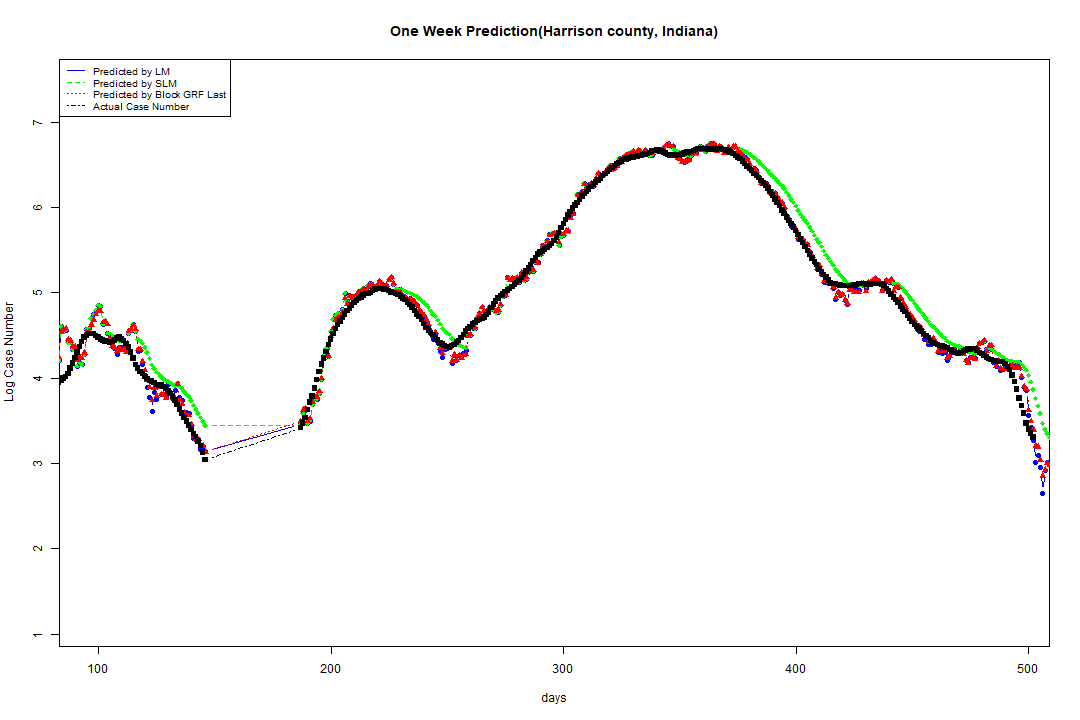 One Week Prediction(Harrison county, Indiana)
Predicted by LM
Predicted by SLM
Predicted by Block GRF Last
Actual Case Number
7
6
5
4
3
2
1
Log Case Number
100 200 300 400 500
days